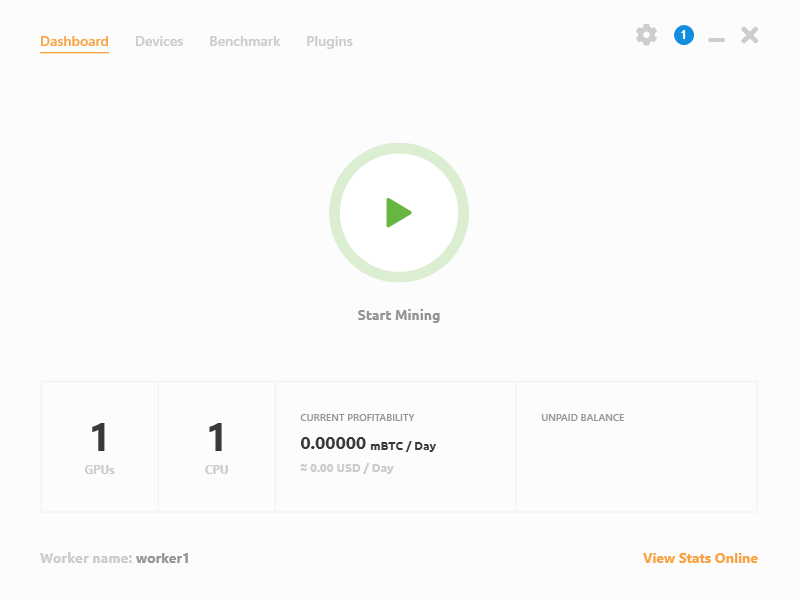 Dashboard Devices Benchmark Plugins 1
Start Mining
1 GPUs
1 CPU
CURRENT PROFITABILITY
0.00000 mBTC / Day
≈ 0.00 USD / Day
UNPAID BALANCE
Worker name: worker1
View Stats Online